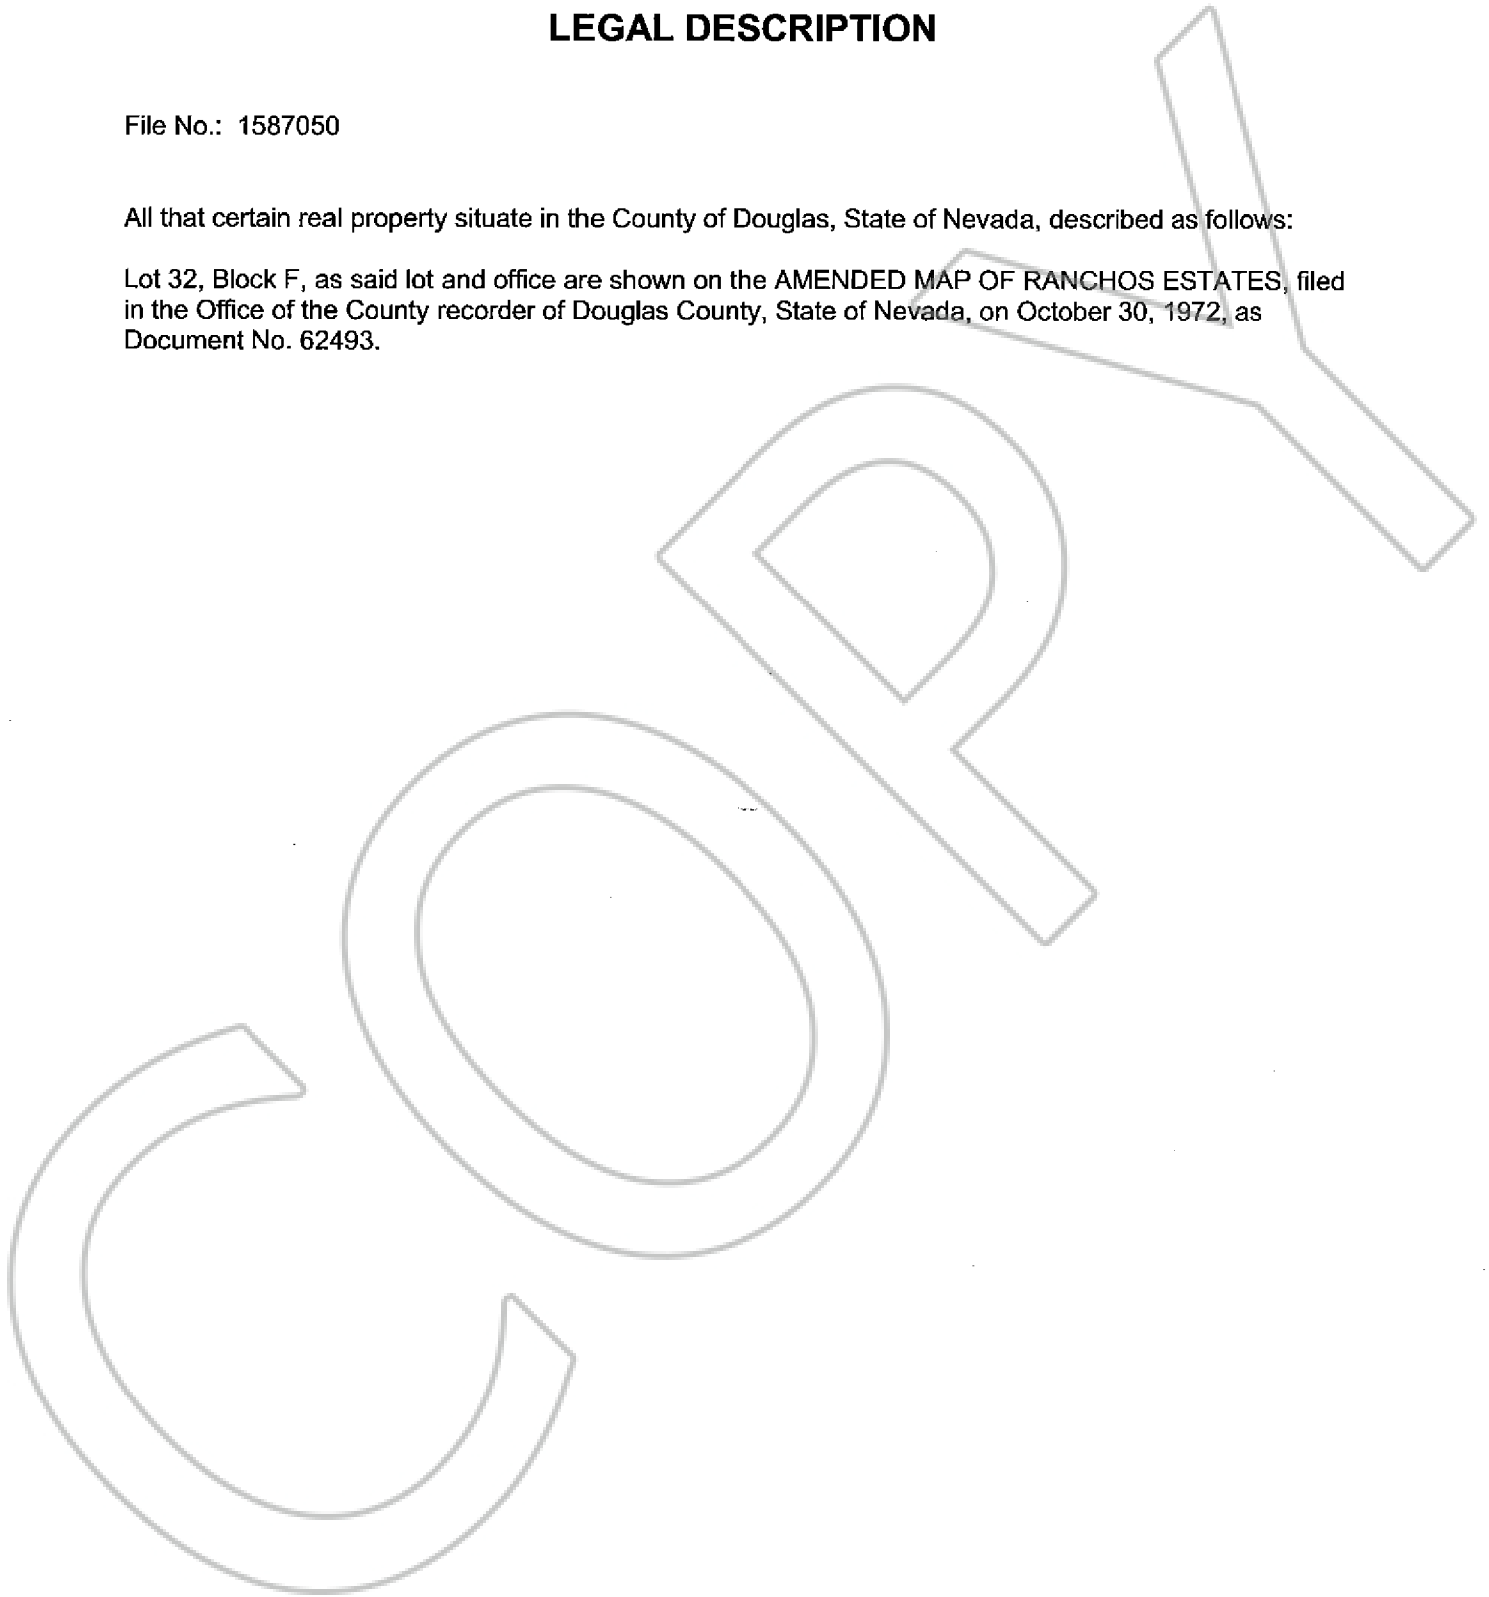 LEGAL DESCRIPTION
File No.: 1587050
All that certain real property situate in the County of Douglas, State of Nevada, described as follows:
Lot 32, Block F, as said lot and office are shown on the AMENDED MAP OF RANCHOS ESTATES, filed
in the Office of the County recorder of Douglas County, State of Nevada, on October 30, 1972, as
Document No. 62493.
COPY